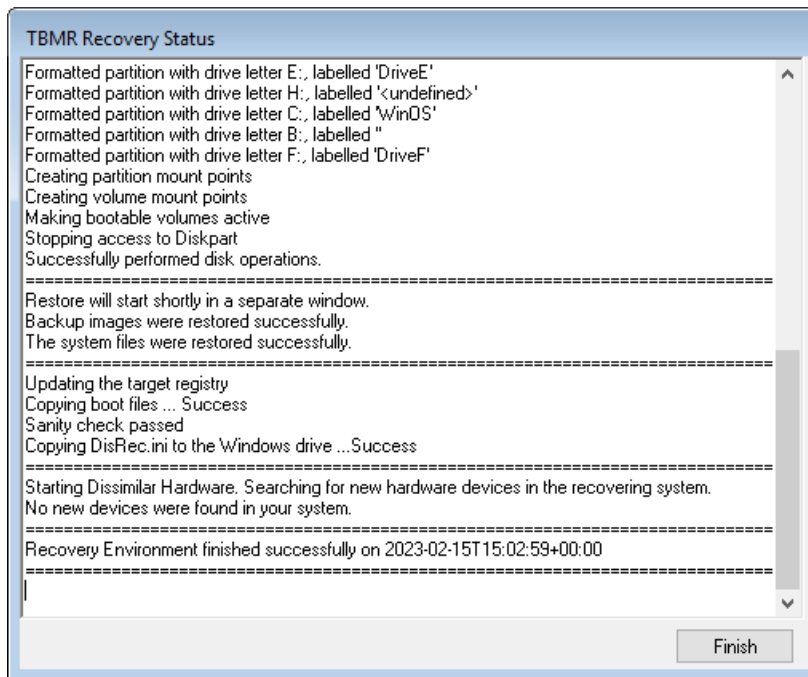 TBMR Recovery Status
Formatted partition with drive letter E:, labelled 'DriveE'
Formatted partition with drive letter H:, labelled '<undefined>'
Formatted partition with drive letter C:, labelled 'WinOS'
Formatted partition with drive letter B:, labelled ''
Formatted partition with drive letter F:, labelled 'DriveF'
Creating partition mount points
Creating volume mount points
Making bootable volumes active
Stopping access to Diskpart
Successfully performed disk operations.
=====================================================================
Restore will start shortly in a separate window.
Backup images were restored successfully.
The system files were restored successfully.
=====================================================================
Updating the target registry
Copying boot files ... Success
Sanity check passed
Copying DisRec.ini to the Windows drive ...Success
=====================================================================
Starting Dissimilar Hardware. Searching for new hardware devices in the recovering system.
No new devices were found in your system.
=====================================================================
Recovery Environment finished successfully on 2023-02-15T15:02:59+00:00
=====================================================================
Finish